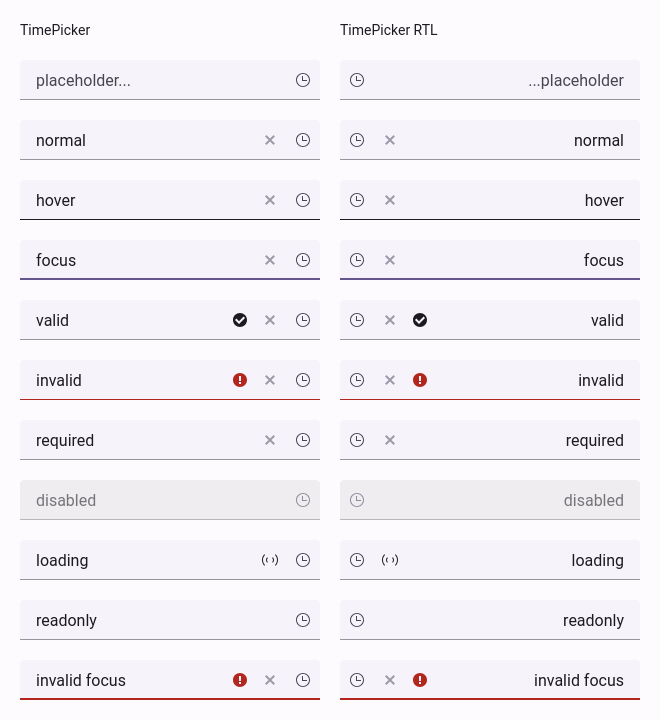 TimePicker
TimePicker RTL
placeholder...
...placeholder
normal
normal
hover
hover
focus
focus
valid
valid
invalid
invalid
required
required
disabled
disabled
loading
loading
readonly
readonly
invalid focus
invalid focus